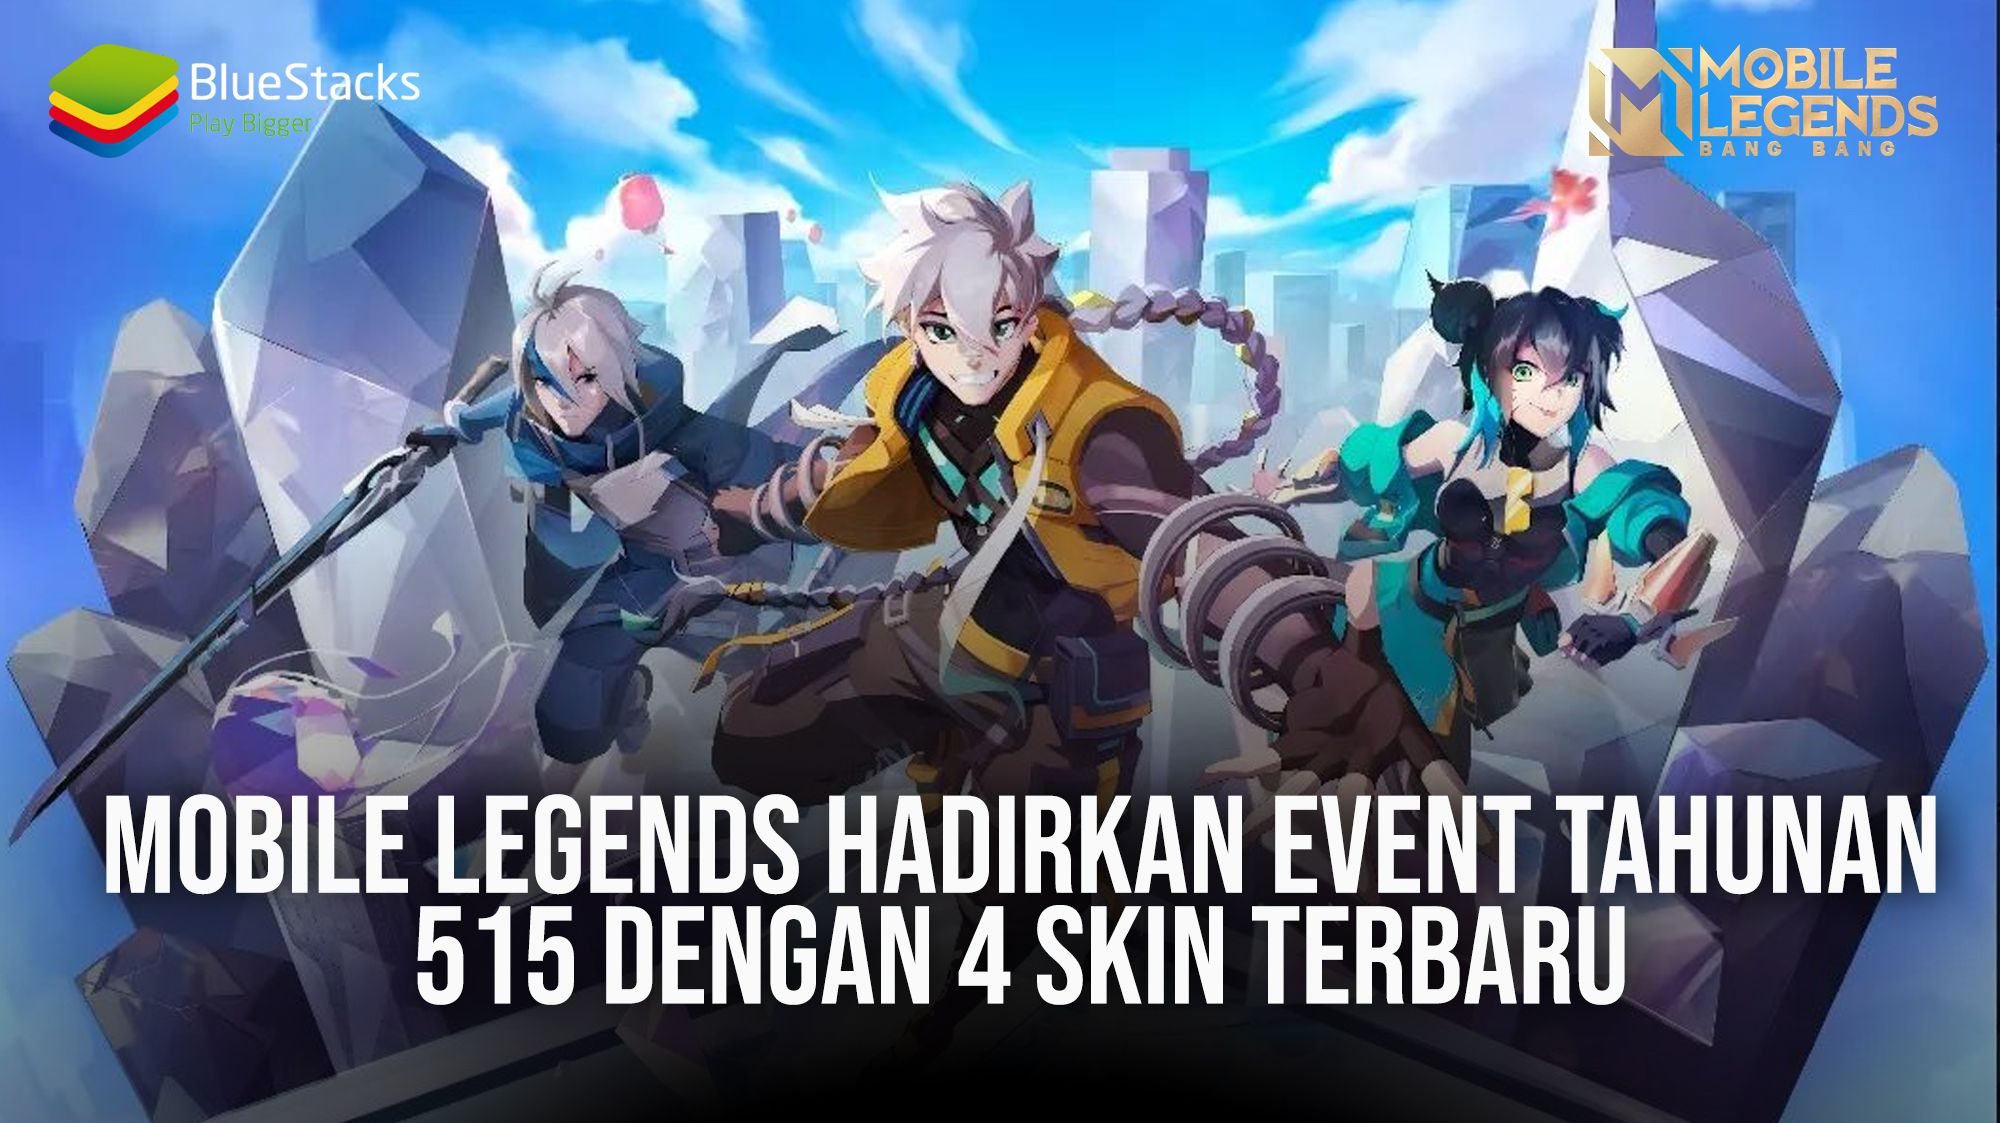 BlueStacks
Play Bigger
MOBILE
LEGENDS
BANG BANG
MOBILE LEGENDS HADIRKAN EVENT TAHUNAN
515 DENGAN 4 SKIN TERBARU